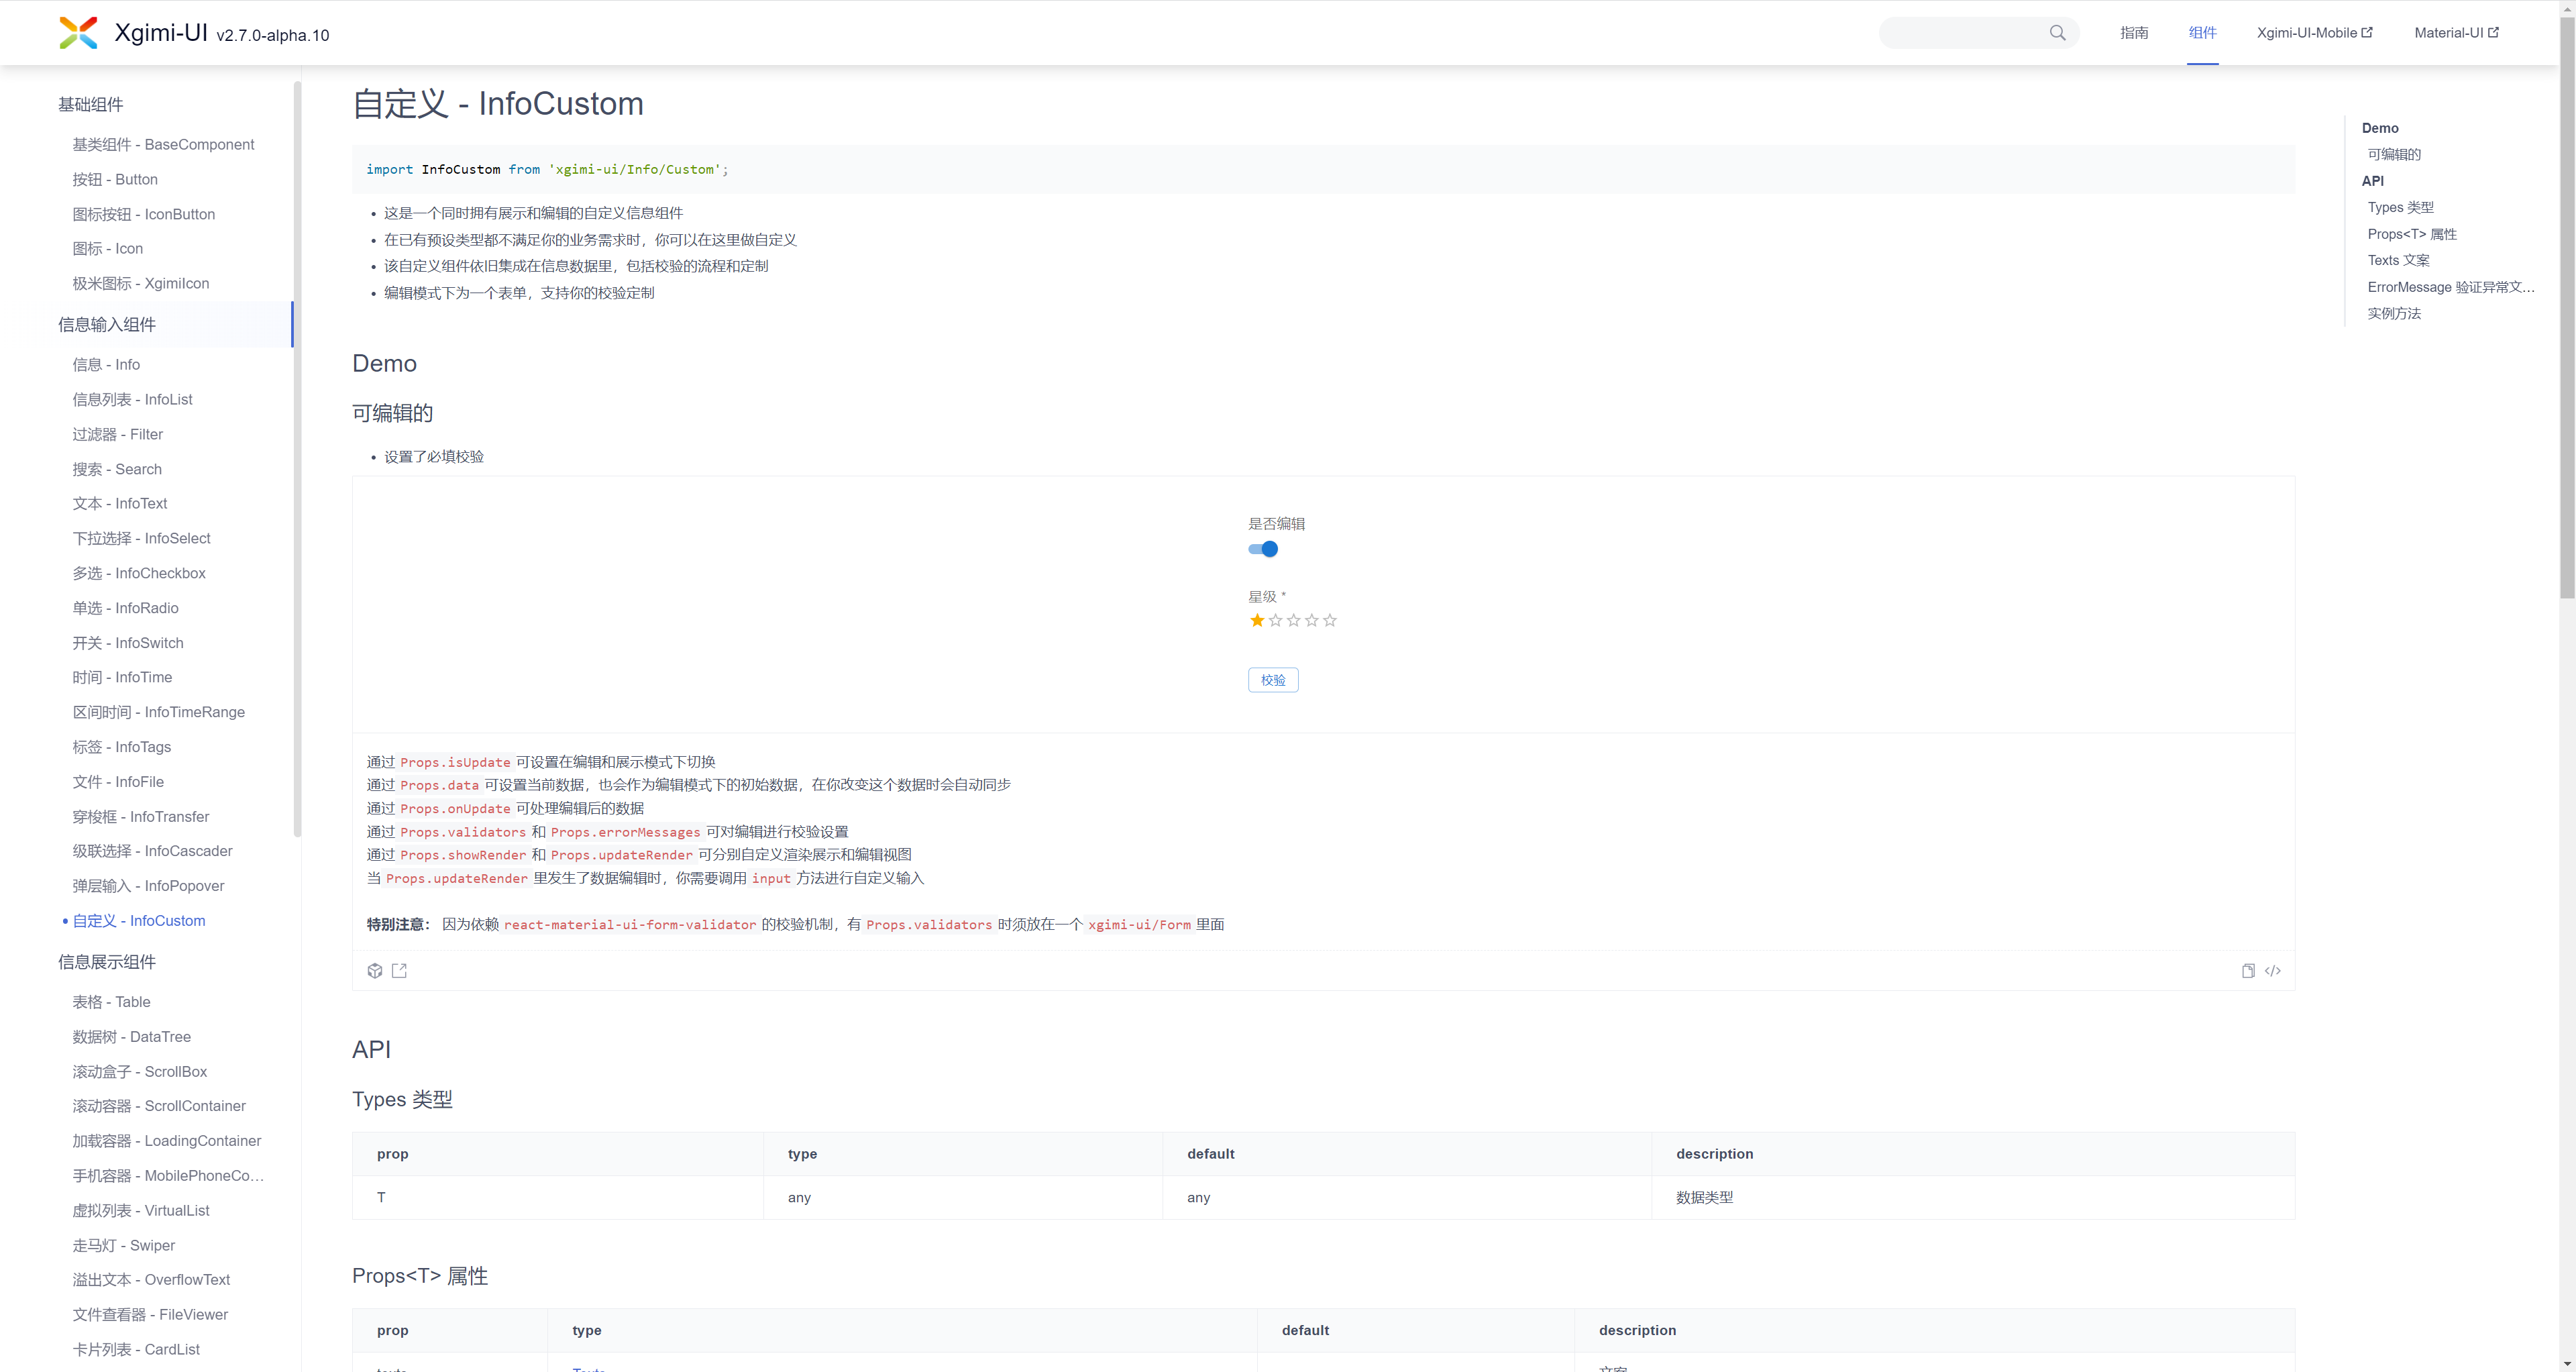 Xgimi-UI v2.7.0-alpha.10
指南
组件
Xgimi-UI-Mobile
Material-UI
基础组件
基类组件 - BaseComponent
按钮 - Button
图标按钮 - IconButton
图标 - Icon
极米图标 - XgimiIcon
信息输入组件
信息 - Info
信息列表 - InfoList
过滤器 - Filter
搜索 - Search
文本 - InfoText
下拉选择 - InfoSelect
多选 - InfoCheckbox
单选 - InfoRadio
开关 - InfoSwitch
时间 - InfoTime
区间时间 - InfoTimeRange
标签 - InfoTags
文件 - InfoFile
穿梭框 - InfoTransfer
级联选择 - InfoCascader
弹层输入 - InfoPopover
自定义 - InfoCustom
信息展示组件
表格 - Table
数据树 - DataTree
滚动盒子 - ScrollBox
滚动容器 - ScrollContainer
加载容器 - LoadingContainer
手机容器 - MobilePhoneCo...
虚拟列表 - VirtualList
走马灯 - Swiper
溢出文本 - OverflowText
文件查看器 - FileViewer
卡片列表 - CardList
自定义 - InfoCustom
import InfoCustom from 'xgimi-ui/Info/Custom';
这是一个同时拥有展示和编辑的自定义信息组件
在已有预设类型都不满足你的业务需求时，你可以在这里做自定义
该自定义组件依旧集成在信息数据里，包括校验的流程和定制
编辑模式下为一个表单，支持你的校验定制
Demo
可编辑的
设置了必填校验
是否编辑
星级 *
校验
通过 Props.isUpdate 可设置在编辑和展示模式下切换
通过 Props.data 可设置当前数据，也会作为编辑模式下的初始数据，在你改变这个数据时会自动同步
通过 Props.onUpdate 可处理编辑后的数据
通过 Props.validators 和 Props.errorMessages 可对编辑进行校验设置
通过 Props.showRender 和 Props.updateRender 可分别自定义渲染展示和编辑视图
当 Props.updateRender 里发生了数据编辑时，你需要调用 input 方法进行自定义输入
特别注意： 因为依赖 react-material-ui-form-validator 的校验机制，有 Props.validators 时须放在一个 xgimi-ui/Form 里面
API
Types 类型
prop type default description
T any any 数据类型
Props<T> 属性
prop type default description
texts Texts 文案
Demo
可编辑的
API
Types 类型
Props<T> 属性
Texts 文案
ErrorMessage 验证异常文...
实例方法